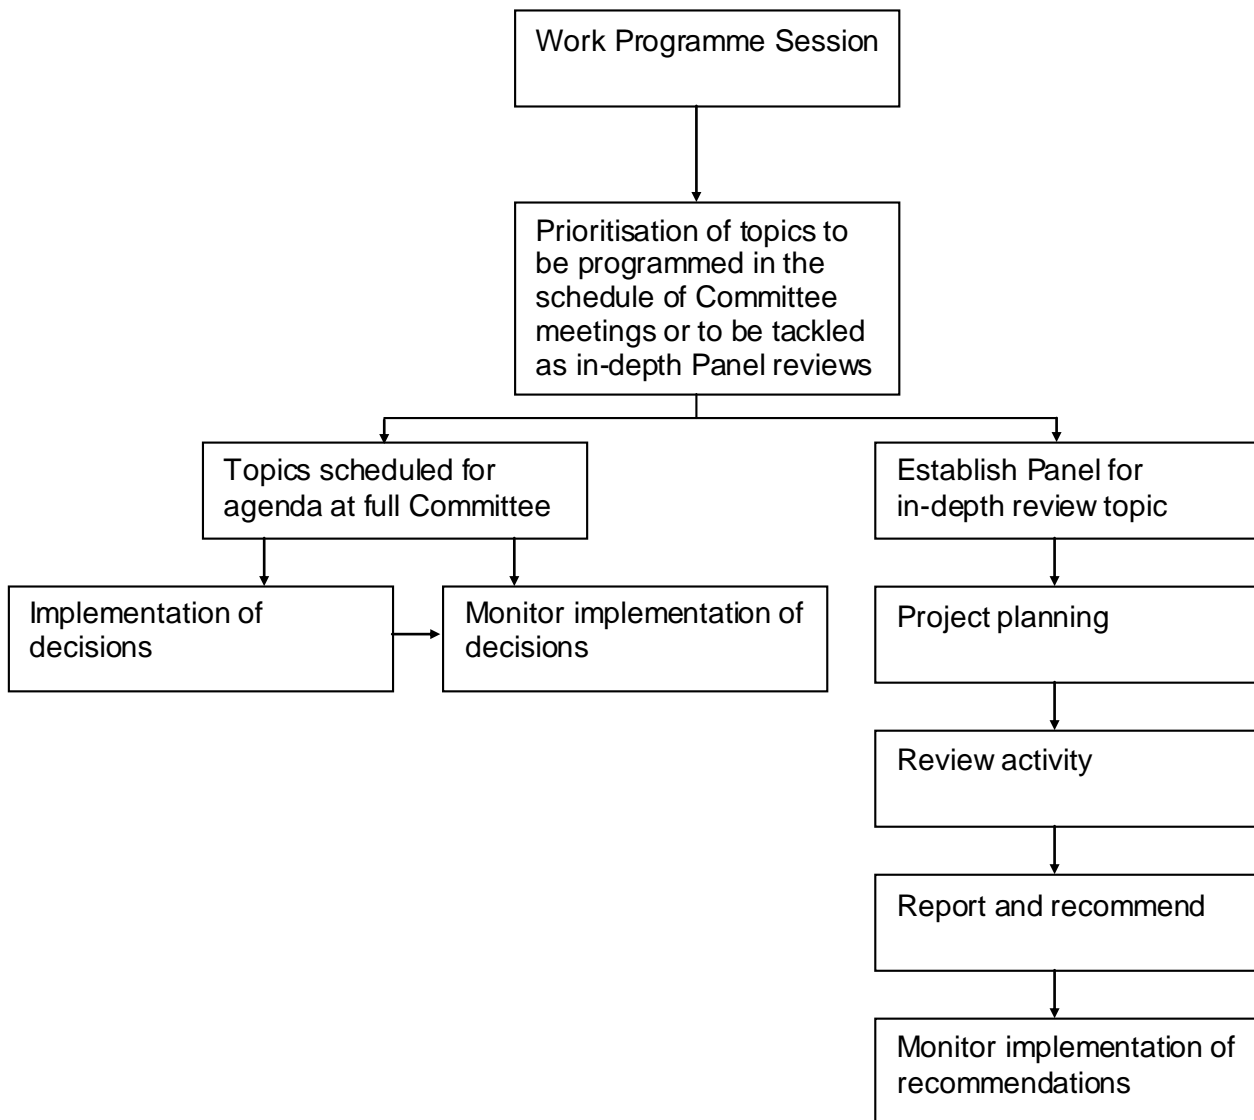 Work Programme Session
Prioritisation of topics to
be programmed in the
schedule of Committee
meetings or to be tackled
as in-depth Panel reviews
Topics scheduled for
agenda at full Committee
Establish Panel for
in-depth review topic
Implementation of
decisions
Monitor implementation of
decisions
Project planning
Review activity
Report and recommend
Monitor implementation of
recommendations